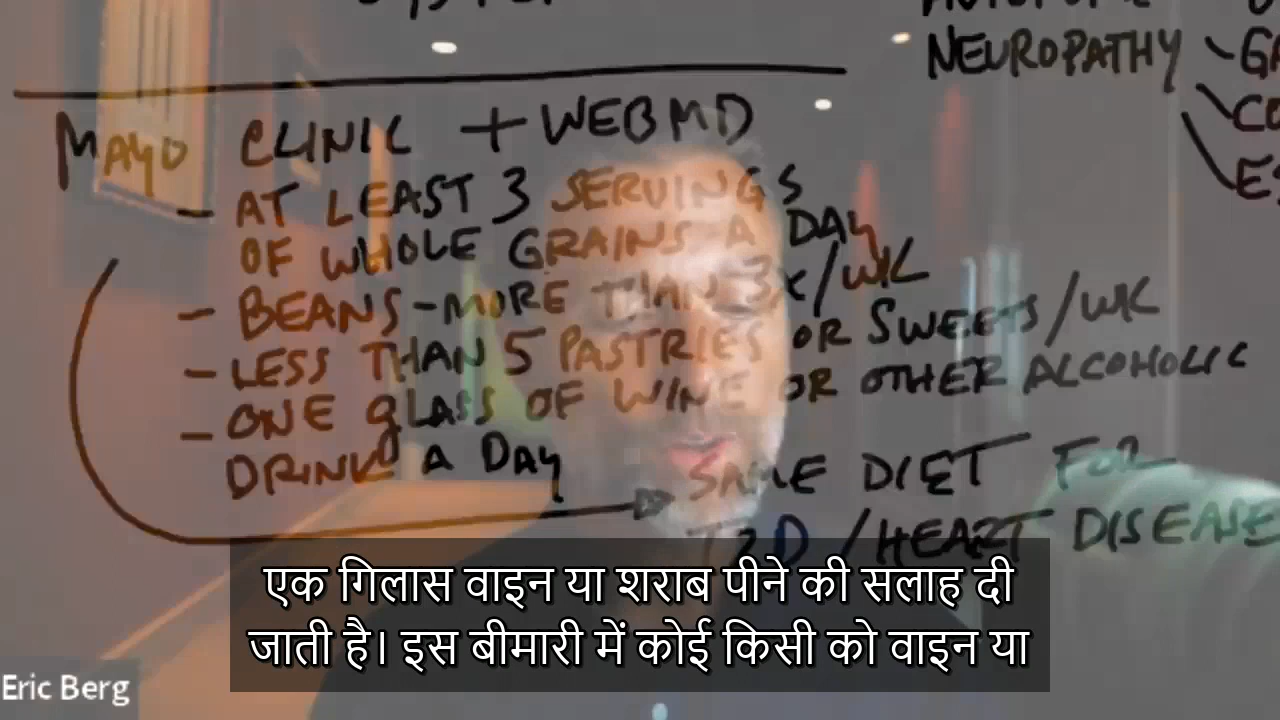 NEUROPATHY
MAYO CLINIC + WEBMD
- AT LEAST 3 SERVINGS
OF WHOLE GRAINS A DAY
- BEANS-MORE THAN 3X/WK
- LESS THAN 5 PASTRIES OR SWEETS/WK
- ONE GLASS OF WINE OR OTHER ALCOHOLIC
DRINK A DAY
SAME DIET FOR
T2D / HEART DISEASE
एक गिलास वाइन या शराब पीने की सलाह दी
जाती है। इस बीमारी में कोई किसी को वाइन या
Eric Berg